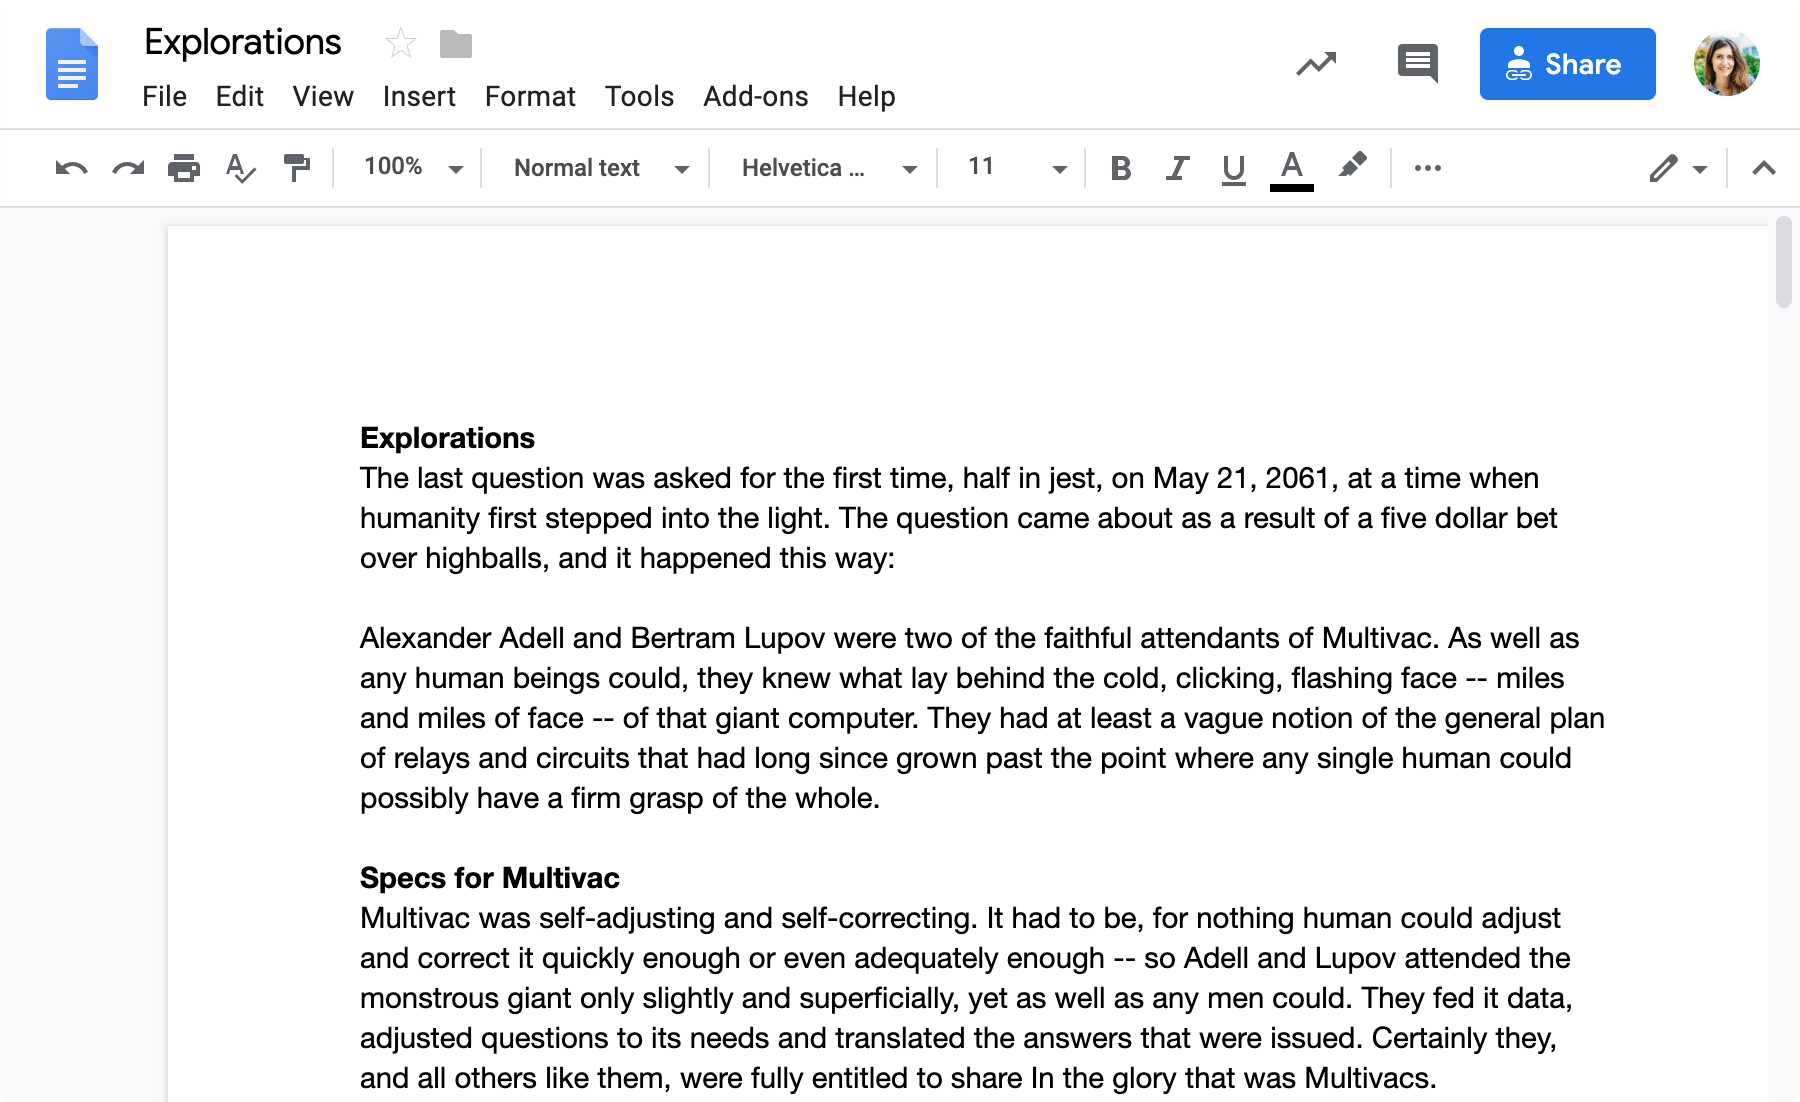 Explorations
File Edit View Insert Format Tools Add-ons Help
Share
100% Normal text Helvetica ... 11 B I U A
Explorations
The last question was asked for the first time, half in jest, on May 21, 2061, at a time when
humanity first stepped into the light. The question came about as a result of a five dollar bet
over highballs, and it happened this way:
Alexander Adell and Bertram Lupov were two of the faithful attendants of Multivac. As well as
any human beings could, they knew what lay behind the cold, clicking, flashing face -- miles
and miles of face -- of that giant computer. They had at least a vague notion of the general plan
of relays and circuits that had long since grown past the point where any single human could
possibly have a firm grasp of the whole.
Specs for Multivac
Multivac was self-adjusting and self-correcting. It had to be, for nothing human could adjust
and correct it quickly enough or even adequately enough -- so Adell and Lupov attended the
monstrous giant only slightly and superficially, yet as well as any men could. They fed it data,
adjusted questions to its needs and translated the answers that were issued. Certainly they,
and all others like them, were fully entitled to share In the glory that was Multivacs.